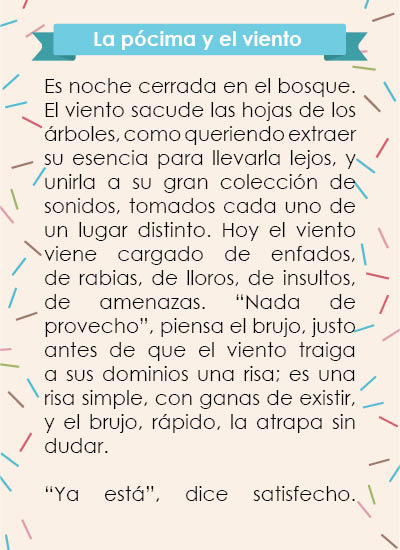 La pócima y el viento
Es noche cerrada en el bosque.
El viento sacude las hojas de los
árboles, como queriendo extraer
su esencia para llevarla lejos, y
unirla a su gran colección de
sonidos, tomados cada uno de
un lugar distinto. Hoy el viento
viene cargado de enfados,
de rabias, de lloros, de insultos,
de amenazas. “Nada de
provecho”, piensa el brujo, justo
antes de que el viento traiga
a sus dominios una risa; es una
risa simple, con ganas de existir,
y el brujo, rápido, la atrapa sin
dudar.
“Ya está”, dice satisfecho.